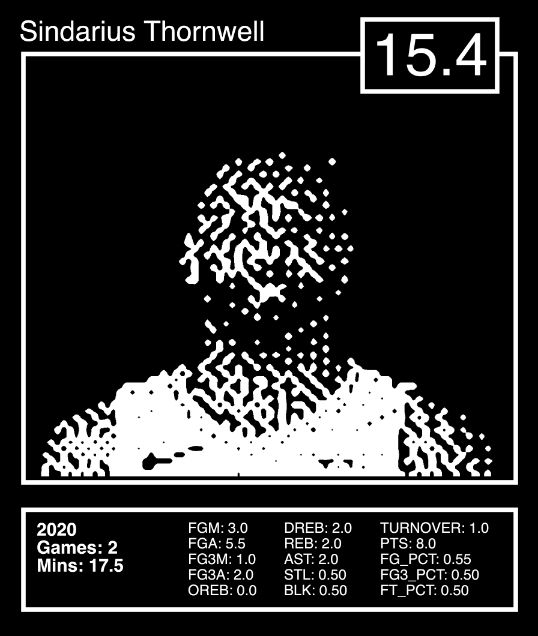 Sindarius Thornwell
15.4
2020
Games: 2
Mins: 17.5
FGM: 3.0
FGA: 5.5
FG3M: 1.0
FG3A: 2.0
OREB: 0.0
DREB: 2.0
REB: 2.0
AST: 2.0
STL: 0.50
BLK: 0.50
TURNOVER: 1.0
PTS: 8.0
FG_PCT: 0.55
FG3_PCT: 0.50
FT_PCT: 0.50